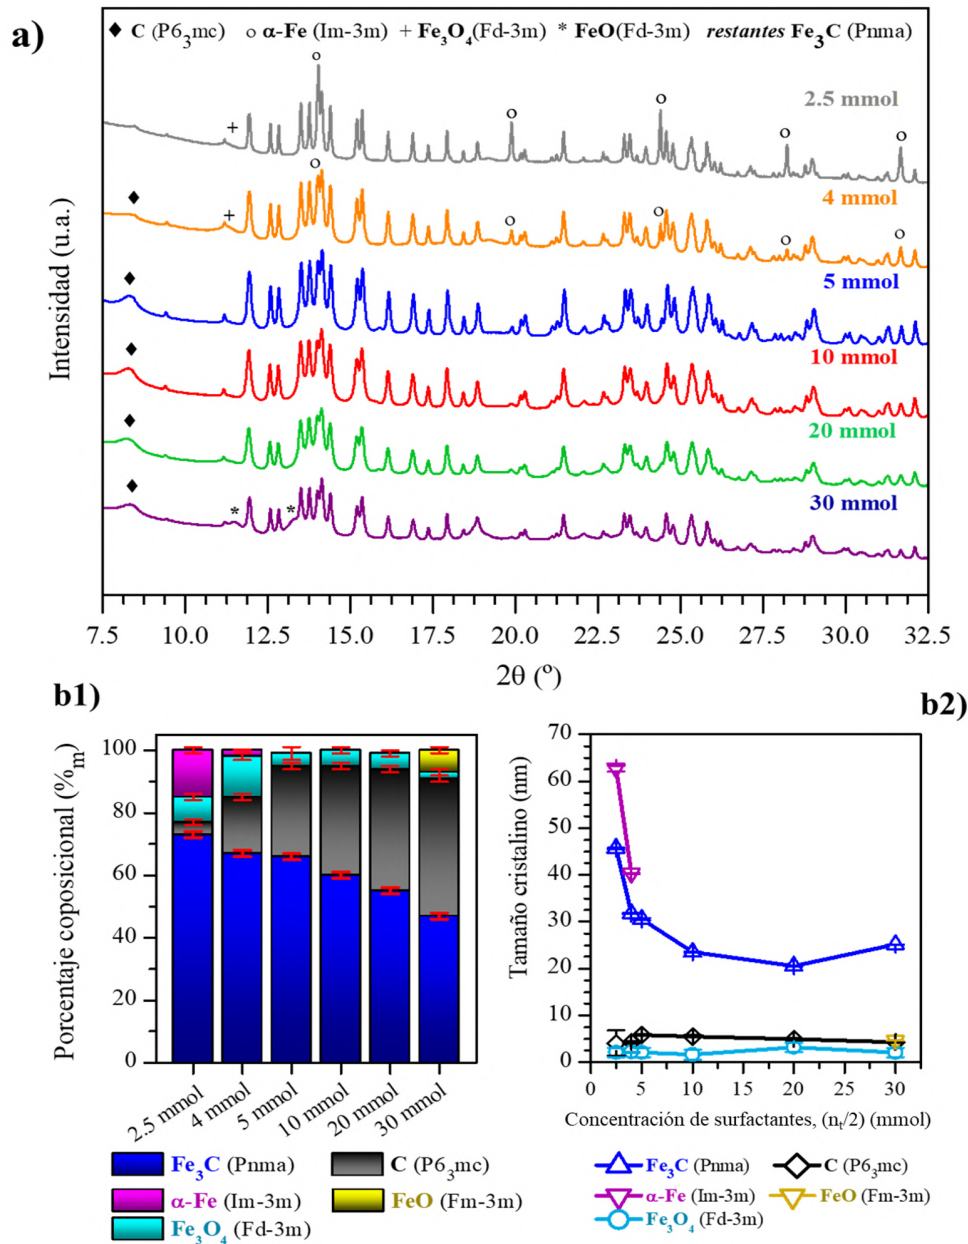 a)
♦ C (P6₃mc) o α-Fe (Im-3m) + Fe₃O₄(Fd-3m) * FeO(Fd-3m) restantes Fe₃C (Pnma)
Intensidad (u.a.)
2.5 mmol
4 mmol
5 mmol
10 mmol
20 mmol
30 mmol
7.5 10.0 12.5 15.0 17.5 20.0 22.5 25.0 27.5 30.0 32.5
2θ (º)
b1)
Porcentaje coposicional (%ₘ)
100
80
60
40
20
0
2.5 mmol
4 mmol
5 mmol
10 mmol
20 mmol
30 mmol
Fe₃C (Pnma)
C (P6₃mc)
α-Fe (Im-3m)
FeO (Fm-3m)
Fe₃O₄ (Fd-3m)
b2)
Tamaño cristalino (nm)
70
60
50
40
30
20
10
0
0 5 10 15 20 25 30
Concentración de surfactantes, (nₜ/2) (mmol)
Fe₃C (Pnma)
C (P6₃mc)
α-Fe (Im-3m)
FeO (Fm-3m)
Fe₃O₄ (Fd-3m)